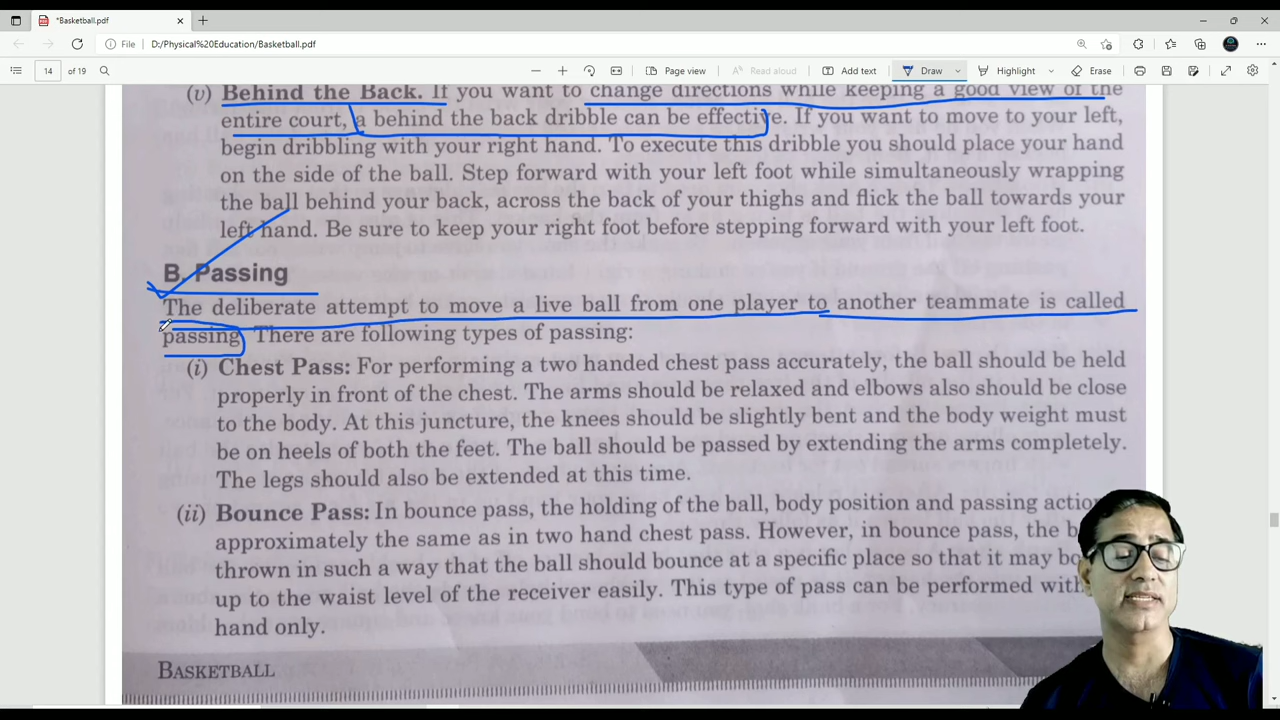 *Basketball.pdf
File
D:/Physical%20Education/Basketball.pdf
14
of 19
Page view
Read aloud
Add text
Draw
Highlight
Erase
(v) Behind the Back. If you want to change directions while keeping a good view of the
entire court, a behind the back dribble can be effective. If you want to move to your left,
begin dribbling with your right hand. To execute this dribble you should place your hand
on the side of the ball. Step forward with your left foot while simultaneously wrapping
the ball behind your back, across the back of your thighs and flick the ball towards your
left hand. Be sure to keep your right foot before stepping forward with your left foot.
B. Passing
The deliberate attempt to move a live ball from one player to another teammate is called
passing. There are following types of passing:
(i) Chest Pass: For performing a two handed chest pass accurately, the ball should be held
properly in front of the chest. The arms should be relaxed and elbows also should be close
to the body. At this juncture, the knees should be slightly bent and the body weight must
be on heels of both the feet. The ball should be passed by extending the arms completely.
The legs should also be extended at this time.
(ii) Bounce Pass: In bounce pass, the holding of the ball, body position and passing action
approximately the same as in two hand chest pass. However, in bounce pass, the
thrown in such a way that the ball should bounce at a specific place so that it may
up to the waist level of the receiver easily. This type of pass can be performed with
hand only.
BASKETBALL